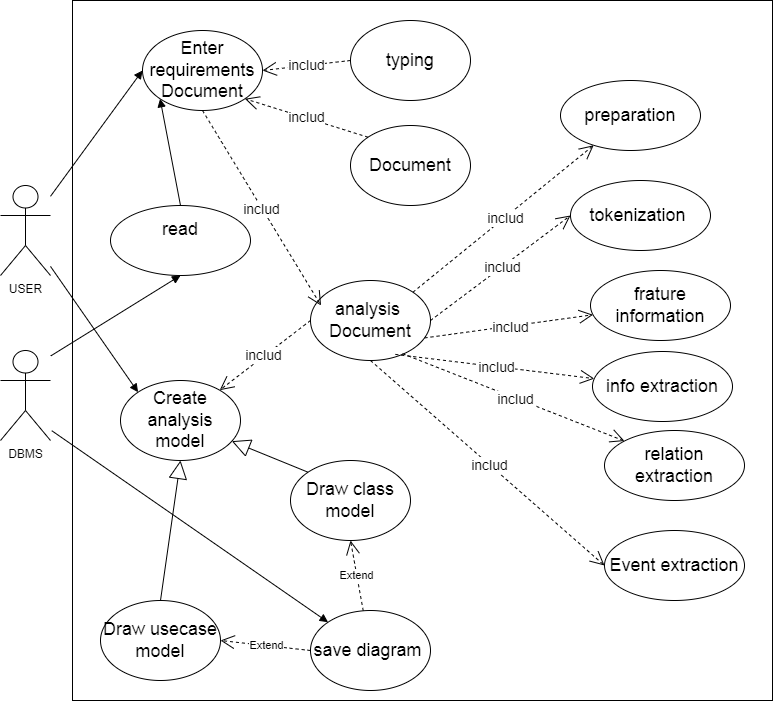 Enter
requirements
Document
includ
typing
includ
Document
preparation
includ
read
includ
tokenization
includ
USER
analysis
Document
frature
information
includ
includ
includ
info extraction
includ
Create
analysis
model
DBMS
relation
extraction
includ
Draw class
model
Event extraction
Extend
Draw usecase
model
Extend
save diagram